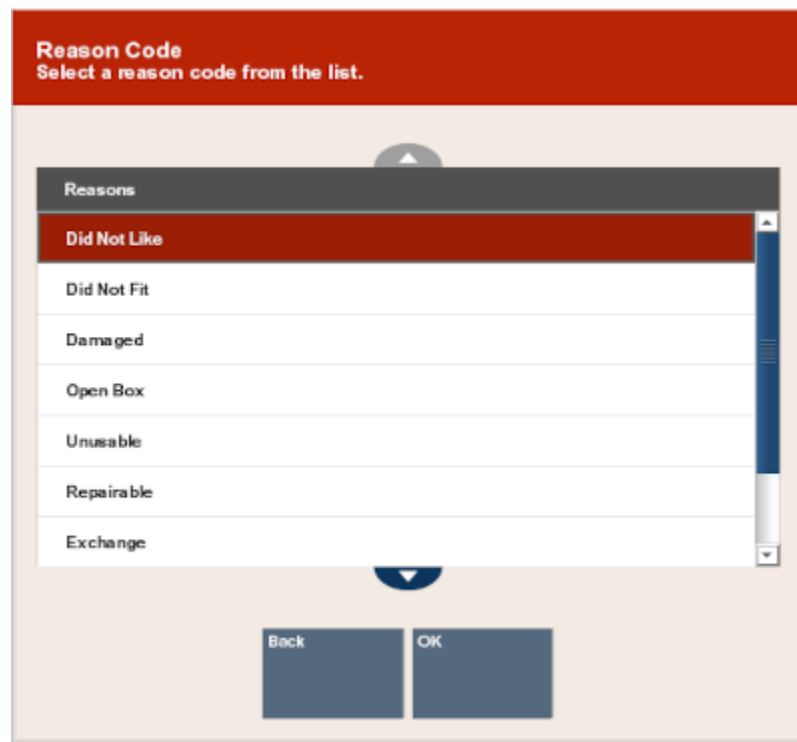 Reason Code
Select a reason code from the list.
Reasons
Did Not Like
Did Not Fit
Damaged
Open Box
Unusable
Repairable
Exchange
Back
OK